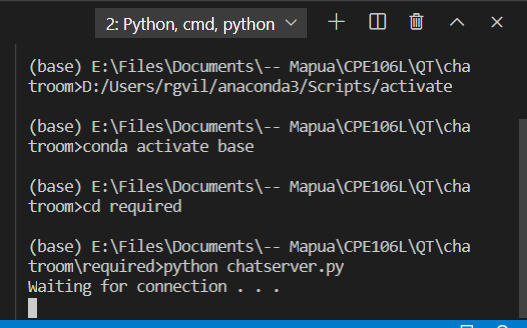 2: Python, cmd, python
(base) E:\Files\Documents\-- Mapua\CPE106L\QT\cha
troom>D:/Users/rgvil/anaconda3/Scripts/activate
(base) E:\Files\Documents\-- Mapua\CPE106L\QT\cha
troom>conda activate base
(base) E:\Files\Documents\-- Mapua\CPE106L\QT\cha
troom>cd required
(base) E:\Files\Documents\-- Mapua\CPE106L\QT\cha
troom\required>python chatserver.py
Waiting for connection . . .